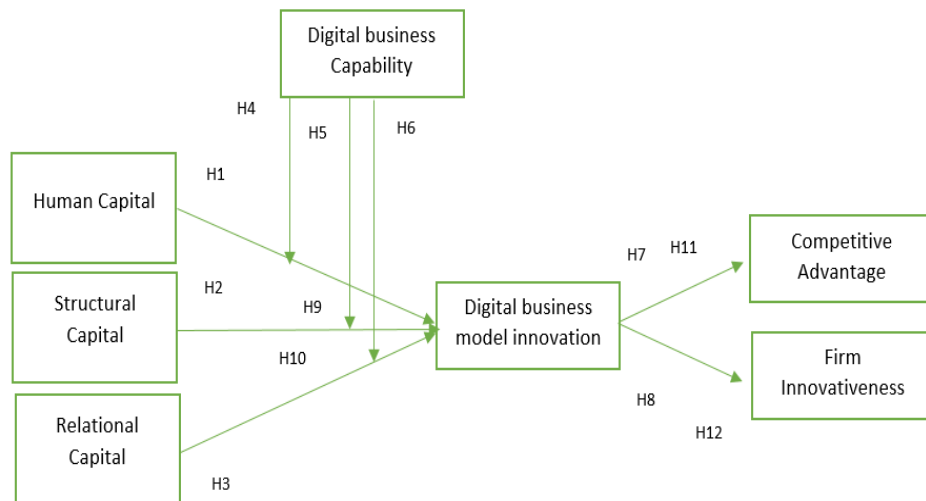 Digital business
Capability
H4
H5
H6
H1
Human Capital
H7
H11
Competitive
Advantage
H2
Structural
Capital
H9
Digital business
model innovation
H10
Firm
Innovativeness
H8
H12
Relational
Capital
H3